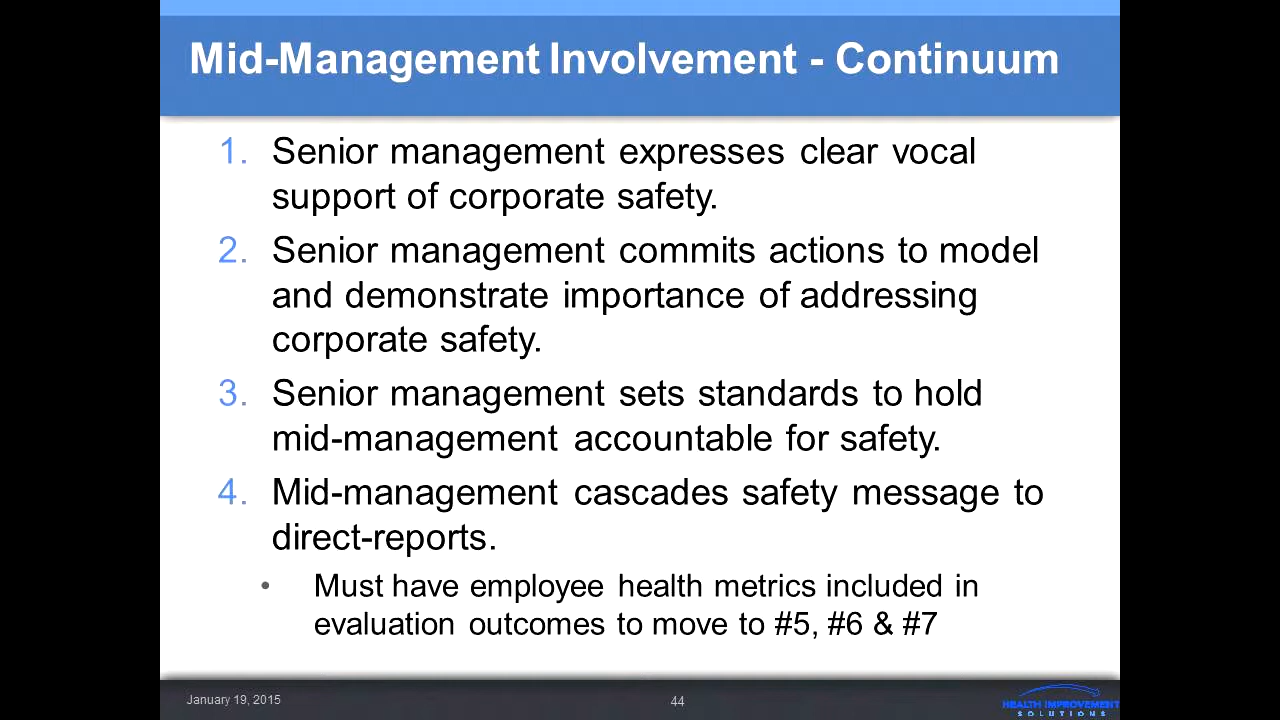 Mid-Management Involvement - Continuum
1. Senior management expresses clear vocal
support of corporate safety.
2. Senior management commits actions to model
and demonstrate importance of addressing
corporate safety.
3. Senior management sets standards to hold
mid-management accountable for safety.
4. Mid-management cascades safety message to
direct-reports.
• Must have employee health metrics included in
evaluation outcomes to move to #5, #6 & #7
January 19, 2015
44
HEALTH IMPROVEMENT
SOLUTIONS